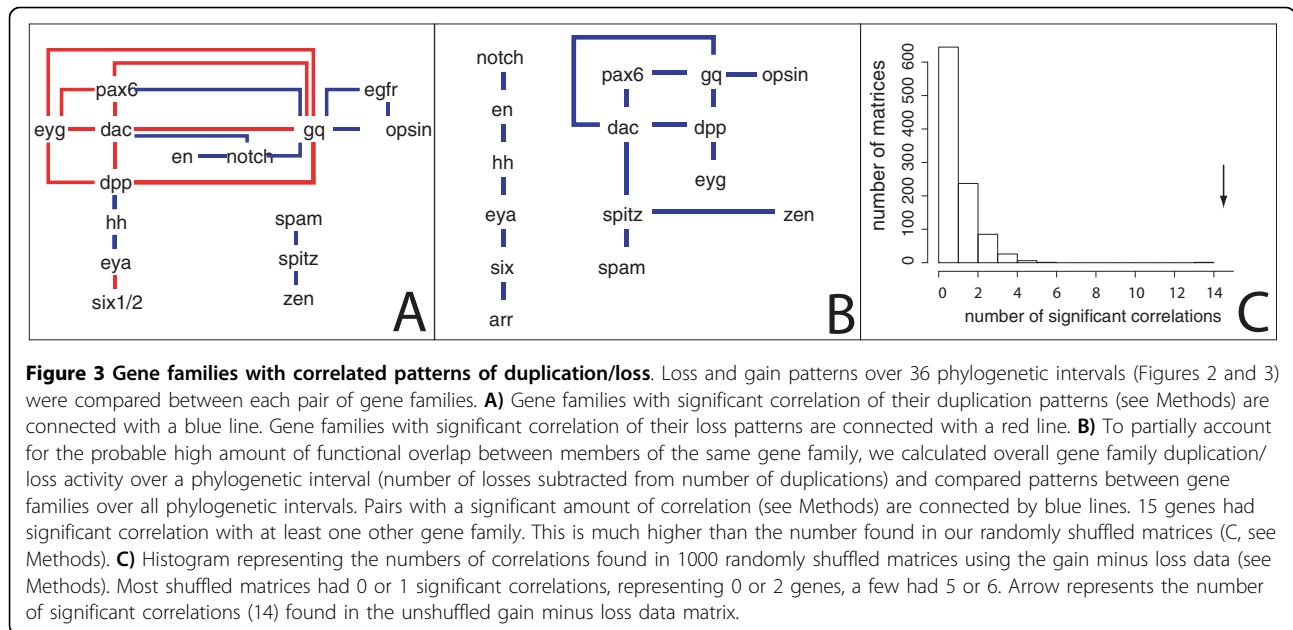 pax6
egfr
eyg
dac
gq
opsin
en
notch
dpp
hh
spam
eya
spitz
six1/2
zen
A
notch
pax6
gq
opsin
en
dac
dpp
hh
eyg
eya
spitz
zen
six
spam
arr
B
number of matrices
0 100 200 300 400 500 600
0 2 4 6 8 10 12 14
number of significant correlations
C
Figure 3 Gene families with correlated patterns of duplication/loss. Loss and gain patterns over 36 phylogenetic intervals (Figures 2 and 3)
were compared between each pair of gene families. A) Gene families with significant correlation of their duplication patterns (see Methods) are
connected with a blue line. Gene families with significant correlation of their loss patterns are connected with a red line. B) To partially account
for the probable high amount of functional overlap between members of the same gene family, we calculated overall gene family duplication/
loss activity over a phylogenetic interval (number of losses subtracted from number of duplications) and compared patterns between gene
families over all phylogenetic intervals. Pairs with a significant amount of correlation (see Methods) are connected by blue lines. 15 genes had
significant correlation with at least one other gene family. This is much higher than the number found in our randomly shuffled matrices (C, see
Methods). C) Histogram representing the numbers of correlations found in 1000 randomly shuffled matrices using the gain minus loss data (see
Methods). Most shuffled matrices had 0 or 1 significant correlations, representing 0 or 2 genes, a few had 5 or 6. Arrow represents the number
of significant correlations (14) found in the unshuffled gain minus loss data matrix.